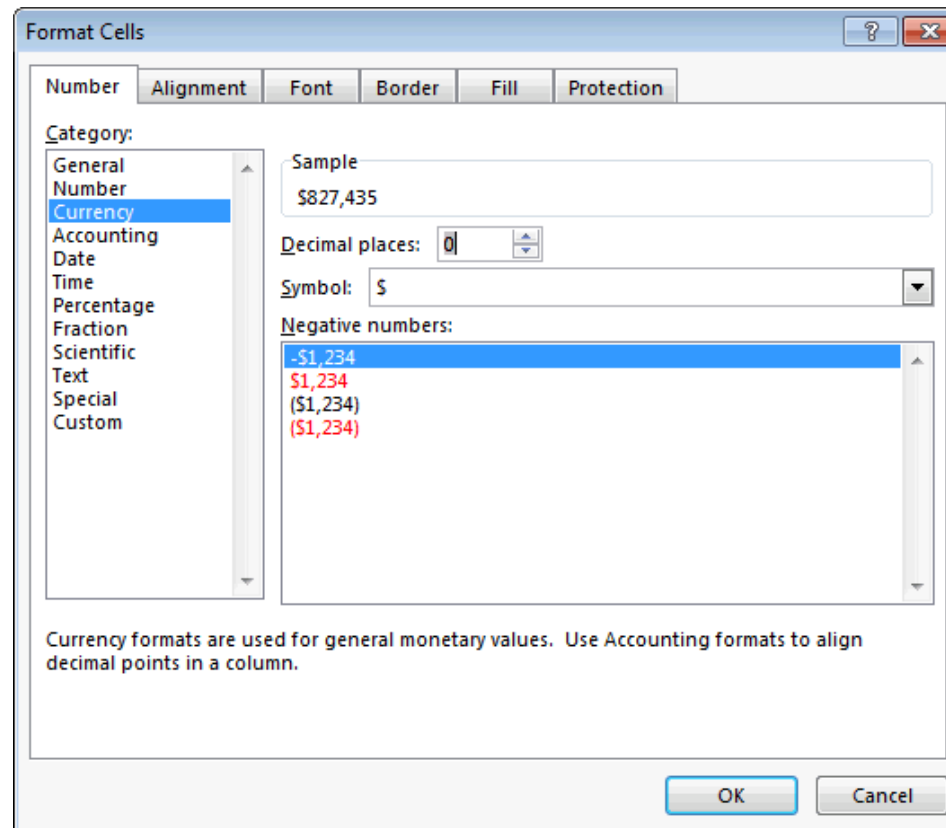 Format Cells
Number Alignment Font Border Fill Protection
Category:
General
Number
Currency
Accounting
Date
Time
Percentage
Fraction
Scientific
Text
Special
Custom
Sample
$827,435
Decimal places: 0
Symbol: $
Negative numbers:
-$1,234
$1,234
($1,234)
($1,234)
Currency formats are used for general monetary values.  Use Accounting formats to align
decimal points in a column.
OK Cancel